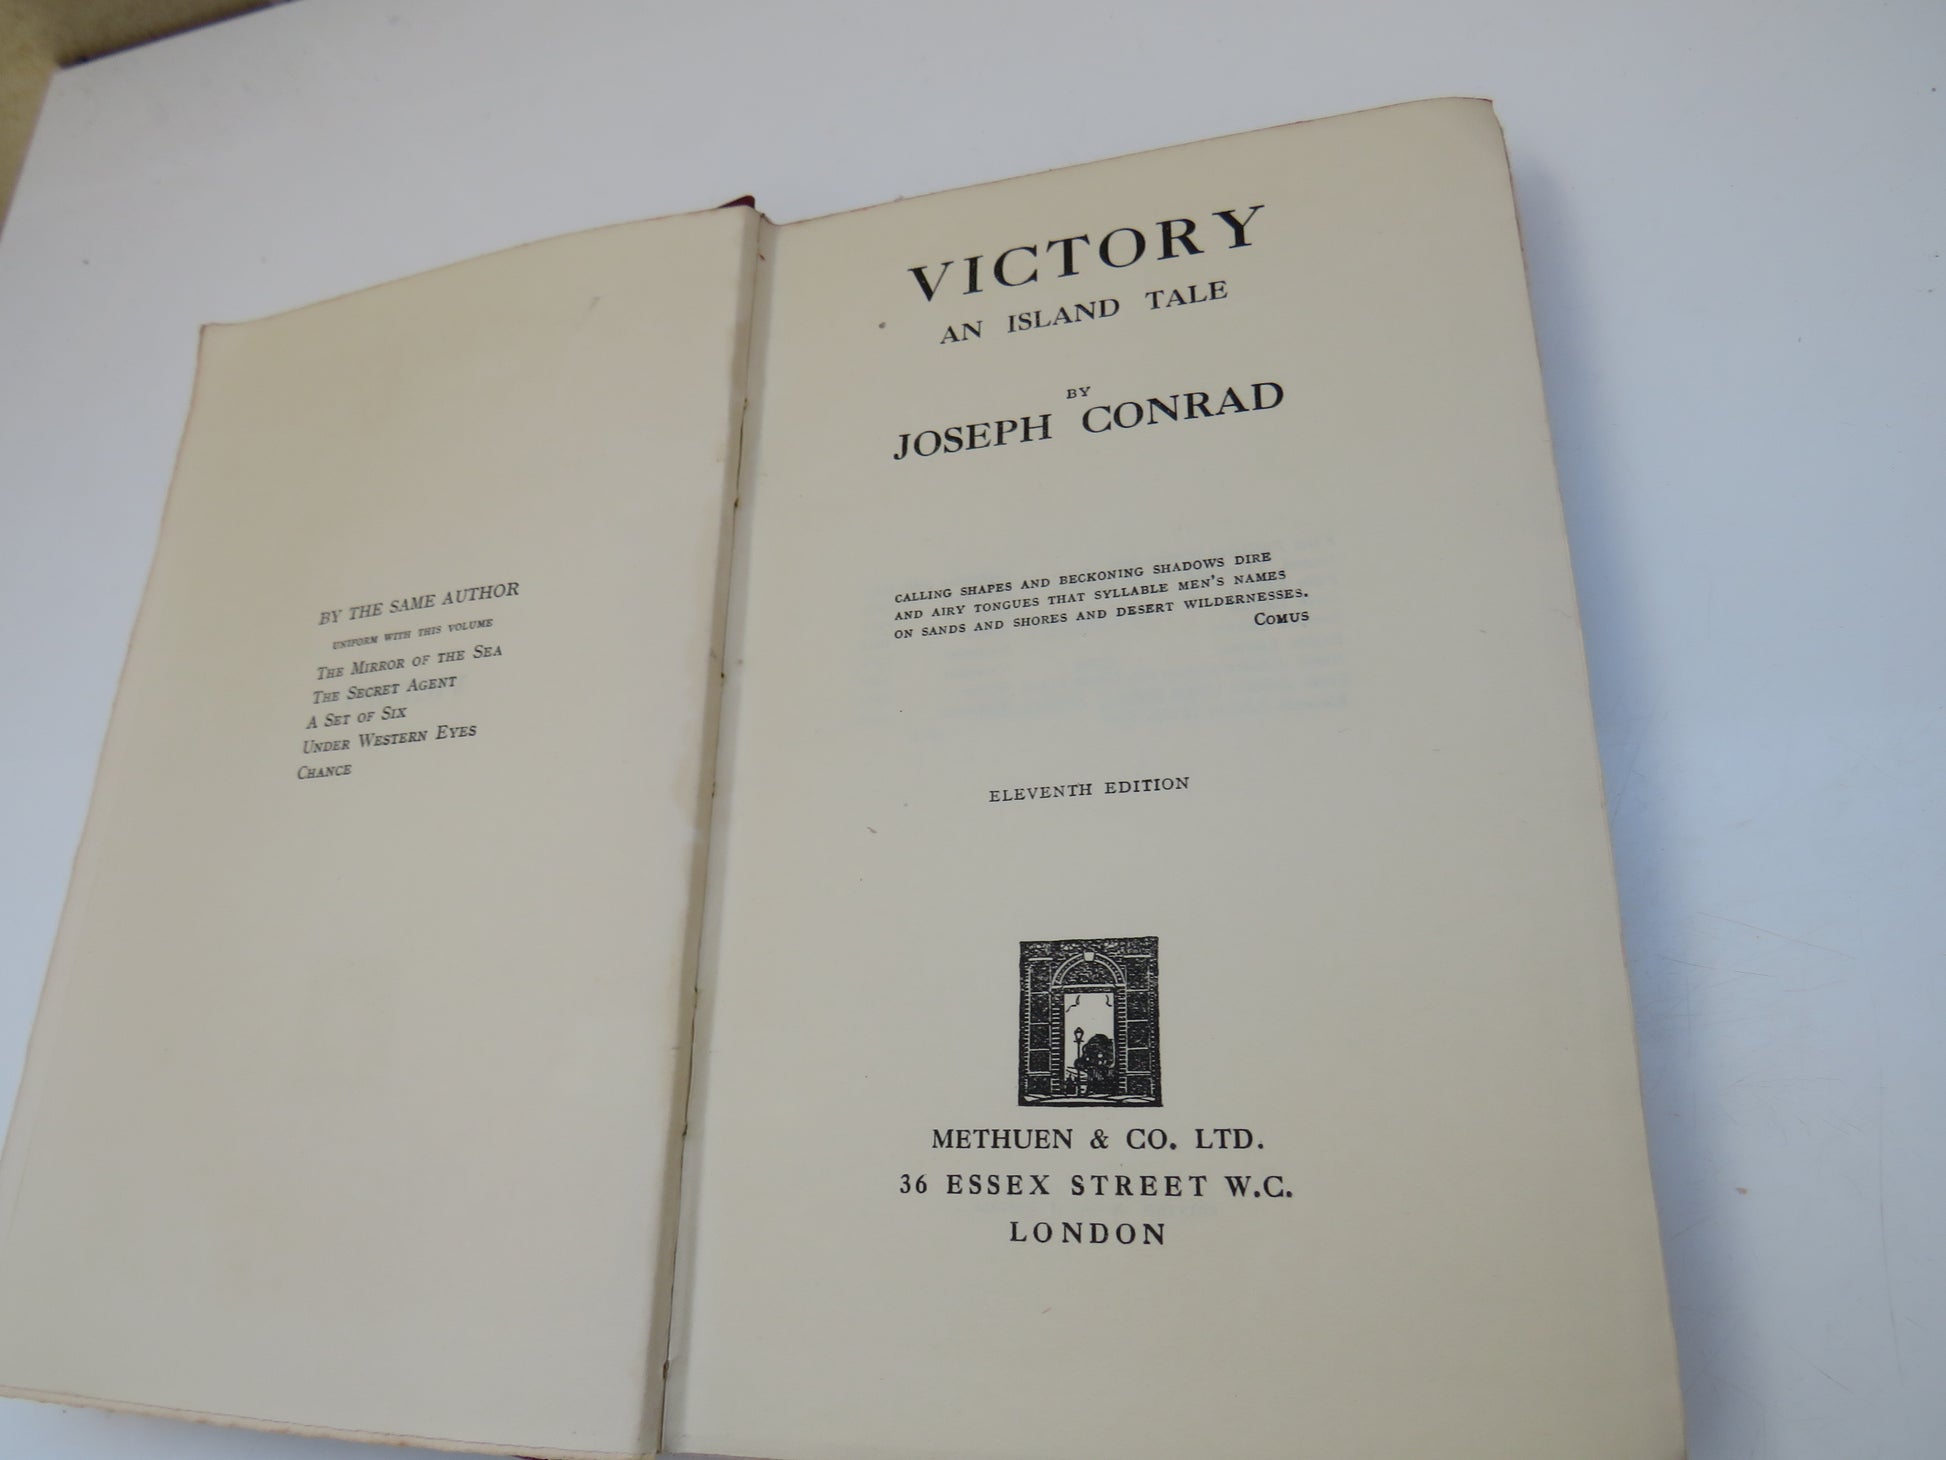 BY THE SAME AUTHOR
UNIFORM WITH THIS VOLUME
THE MIRROR OF THE SEA
THE SECRET AGENT
A SET OF SIX
UNDER WESTERN EYES
CHANCE
VICTORY
AN ISLAND TALE
BY
JOSEPH CONRAD
CALLING SHAPES AND BECKONING SHADOWS DIRE
AND AIRY TONGUES THAT SYLLABLE MEN'S NAMES
ON SANDS AND SHORES AND DESERT WILDERNESSES.
COMUS
ELEVENTH EDITION
METHUEN & CO. LTD.
36 ESSEX STREET W.C.
LONDON